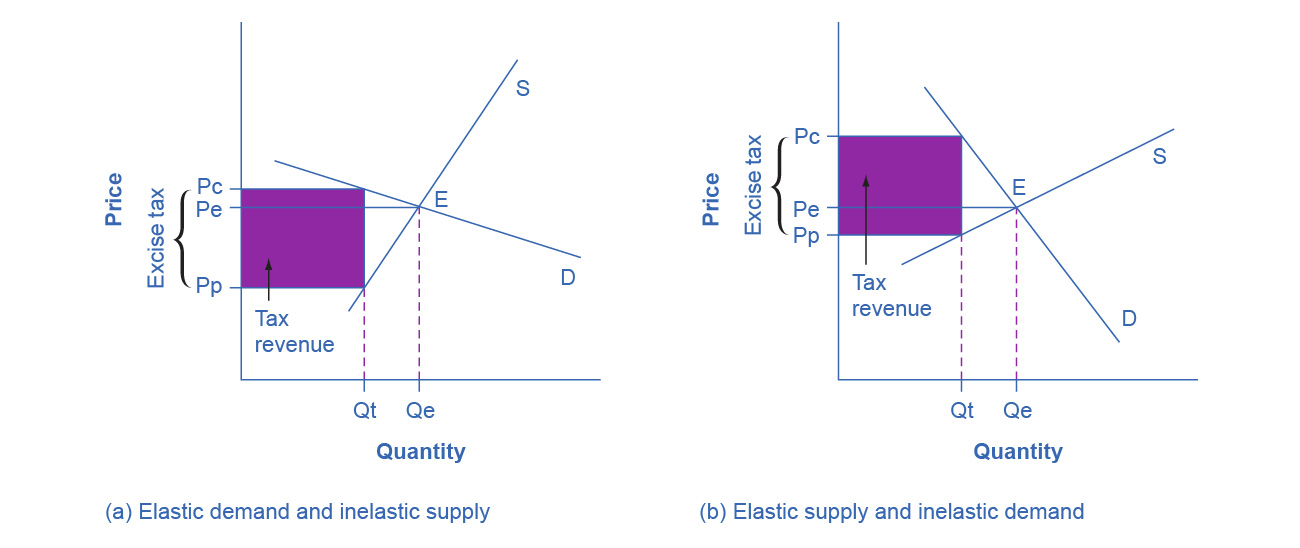 S
Pc
Pe
Pp
Excise tax
Price
E
D
Tax
revenue
Qt
Qe
Quantity
(a) Elastic demand and inelastic supply
Pc
Pe
Pp
Excise tax
Price
S
E
Tax
revenue
D
Qt
Qe
Quantity
(b) Elastic supply and inelastic demand